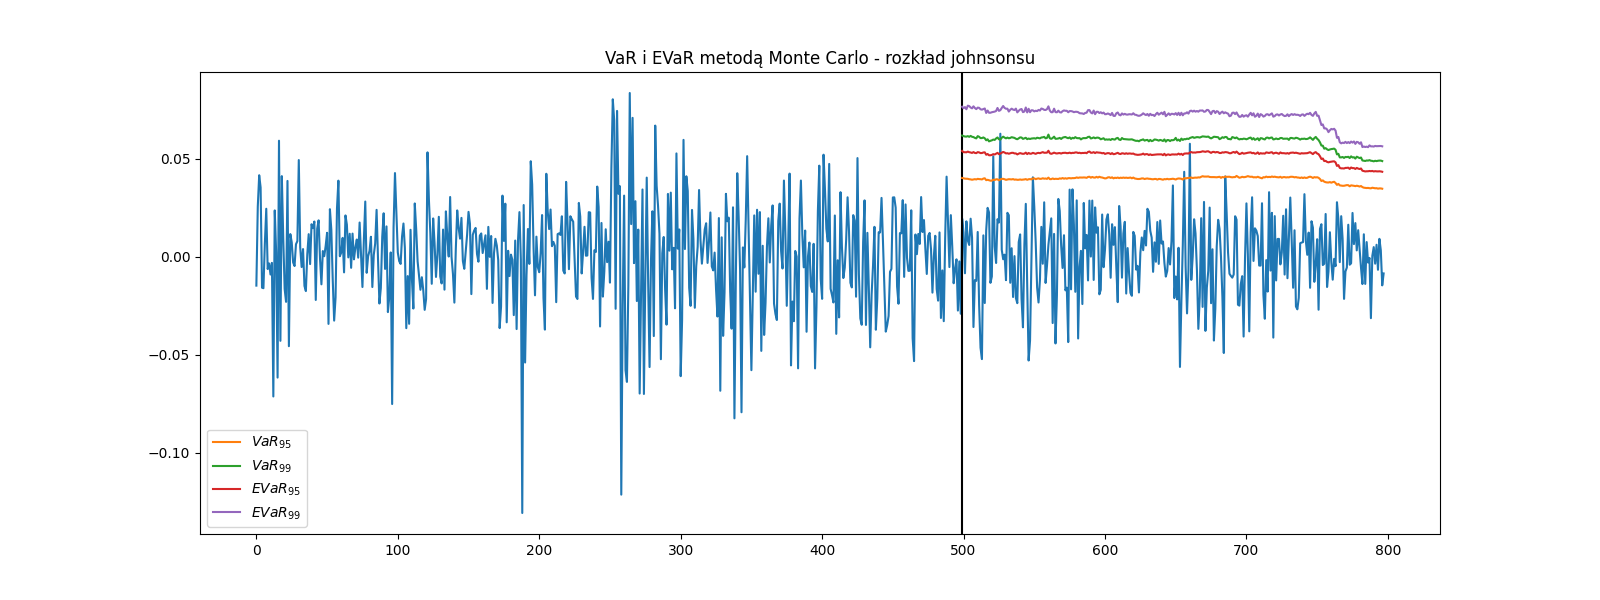 VaR i EVaR metodą Monte Carlo - rozkład johnsonsu
0.05
0.00
−0.05
−0.10
VaR95
VaR99
EVaR95
EVaR99
0 100 200 300 400 500 600 700 800